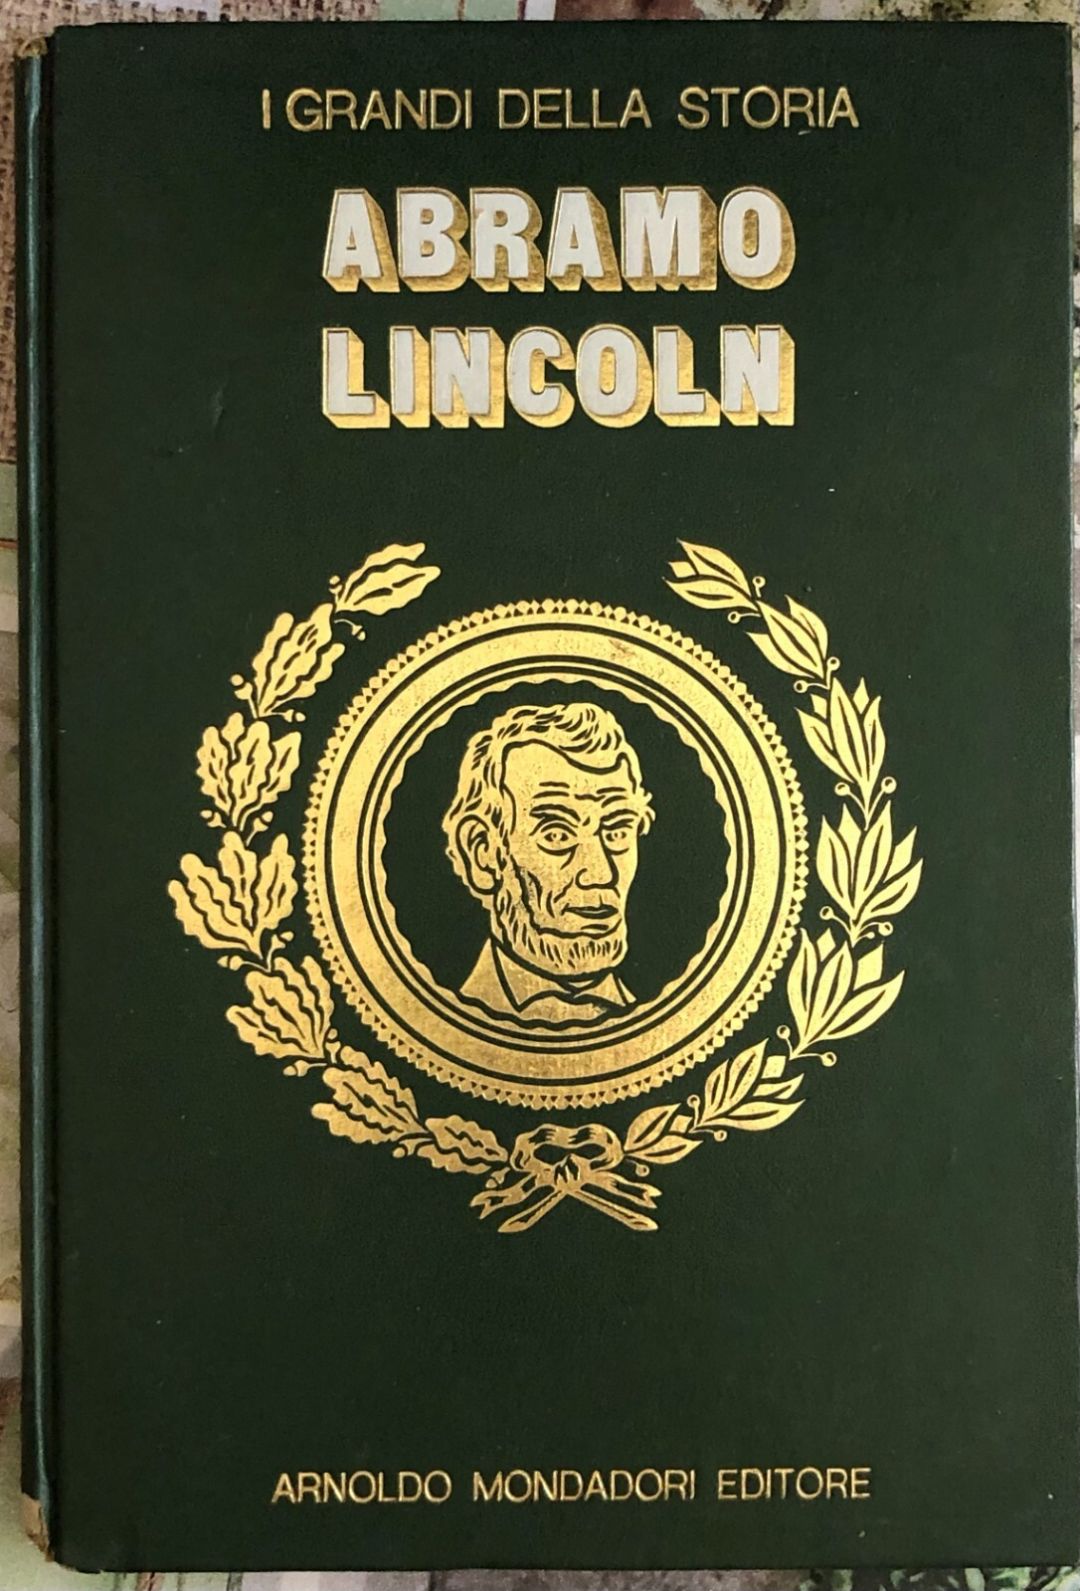 I GRANDI DELLA STORIA
ABRAMO
LINCOLN
ARNOLDO MONDADORI EDITORE